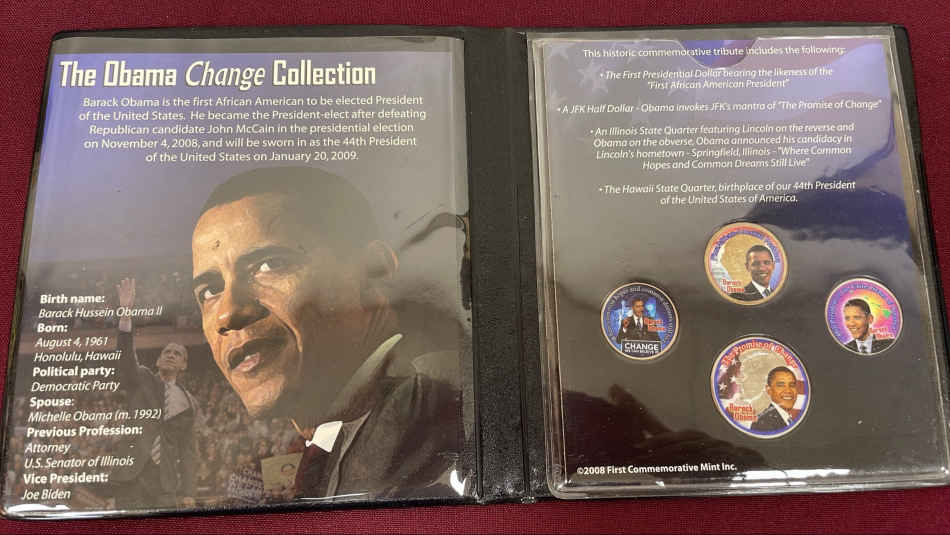 The Obama Change Collection
Barack Obama is the first African American to be elected President
of the United States. He became the President-elect after defeating
Republican candidate John McCain in the presidential election
on November 4, 2008, and will be sworn in as the 44th President
of the United States on January 20, 2009.
Birth name:
Barack Hussein Obama II
Born:
August 4, 1961
Honolulu, Hawaii
Political party:
Democratic Party
Spouse:
Michelle Obama (m. 1992)
Previous Profession:
Attorney
U.S. Senator of Illinois
Vice President:
Joe Biden
This historic commemorative tribute includes the following:
• The First Presidential Dollar bearing the likeness of the
"First African American President"
• A JFK Half Dollar - Obama invokes JFK's mantra of "The Promise of Change"
• An Illinois State Quarter featuring Lincoln on the reverse and
Obama on the obverse, Obama announced his candidacy in
Lincoln's hometown - Springfield, Illinois - "Where Common
Hopes and Common Dreams Still Live"
• The Hawaii State Quarter, birthplace of our 44th President
of the United States of America.
Barack
Obama
CHANGE
WE CAN BELIEVE IN
The Promise of Change
Barack
Obama
©2008 First Commemorative Mint Inc.